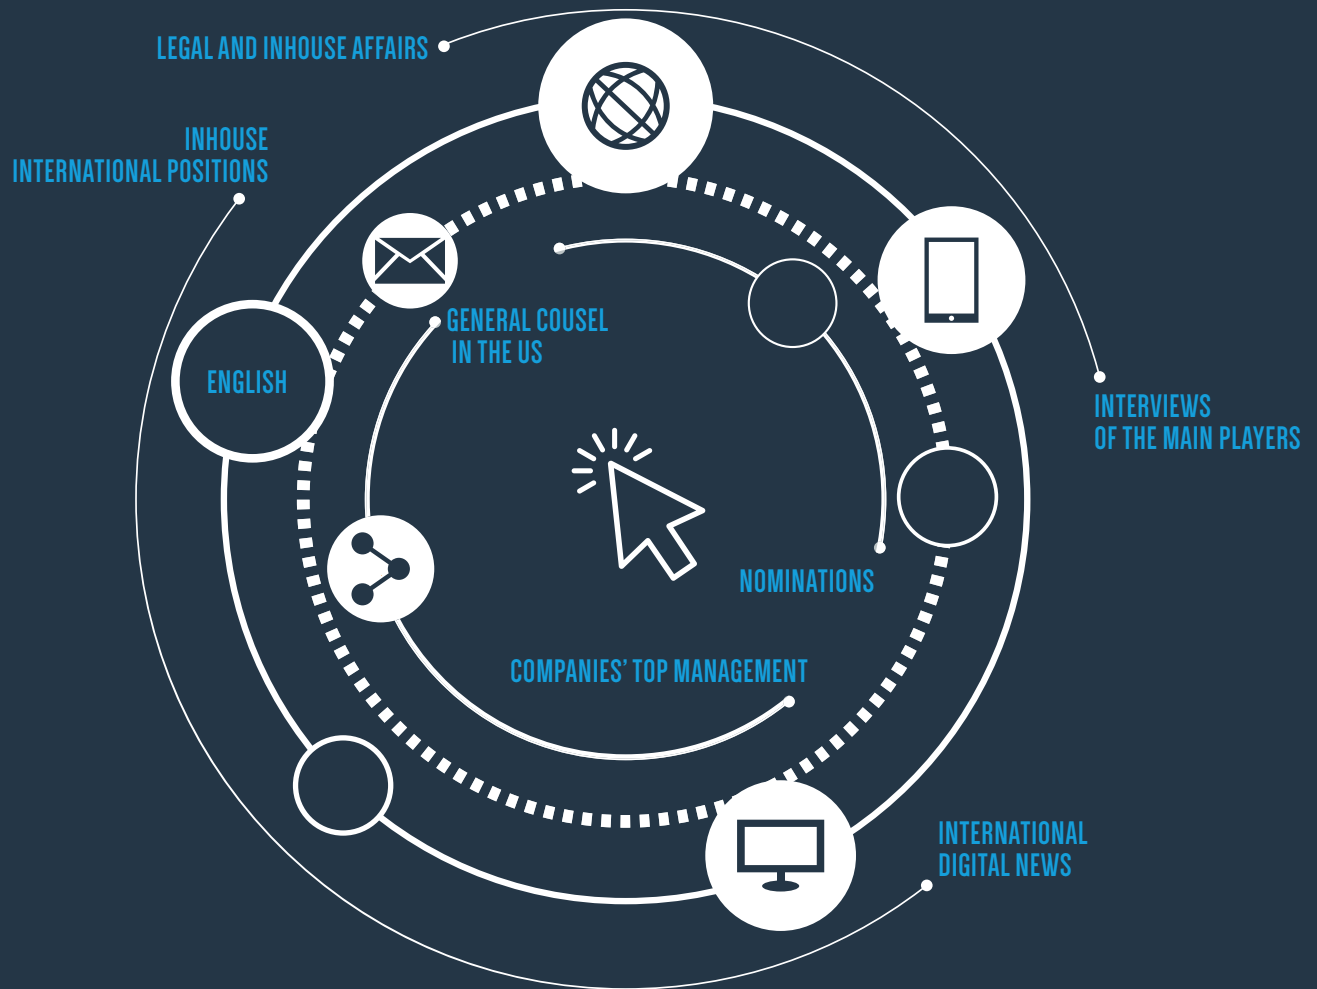 LEGAL AND INHOUSE AFFAIRS
INHOUSE
INTERNATIONAL POSITIONS
GENERAL COUSEL
IN THE US
ENGLISH
INTERVIEWS
OF THE MAIN PLAYERS
NOMINATIONS
COMPANIES’ TOP MANAGEMENT
INTERNATIONAL
DIGITAL NEWS